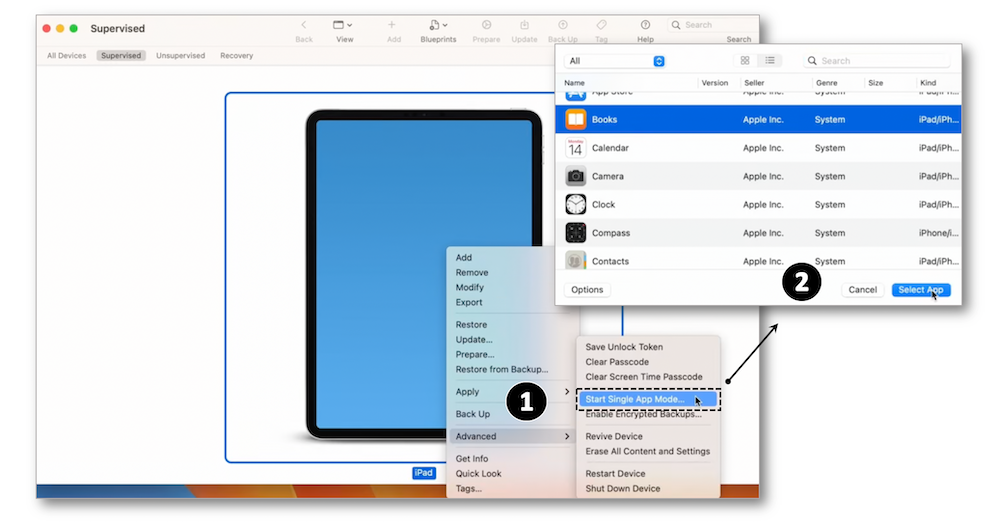 Supervised
Back
View
Add
Blueprints
Prepare
Update
Back Up
Tag
Help
Search
Search
All Devices
Supervised
Unsupervised
Recovery
iPad
Add
Remove
Modify
Export
Restore
Update...
Prepare...
Restore from Backup...
Apply
Back Up
Advanced
Get Info
Quick Look
Tags...
1
Save Unlock Token
Clear Passcode
Clear Screen Time Passcode
Start Single App Mode...
Enable Encrypted Backups...
Revive Device
Erase All Content and Settings
Restart Device
Shut Down Device
All
Search
Name Version Seller Genre Size Kind
App Store Apple Inc. System iPad/iPh...
Books Apple Inc. System iPad/iPh...
14 Calendar Apple Inc. System iPad/iPh...
Camera Apple Inc. System iPad/iPh...
Clock Apple Inc. System iPad/iPh...
Compass Apple Inc. System iPhone/i...
Contacts Apple Inc. System iPad/iPh...
2
Options
Cancel
Select App